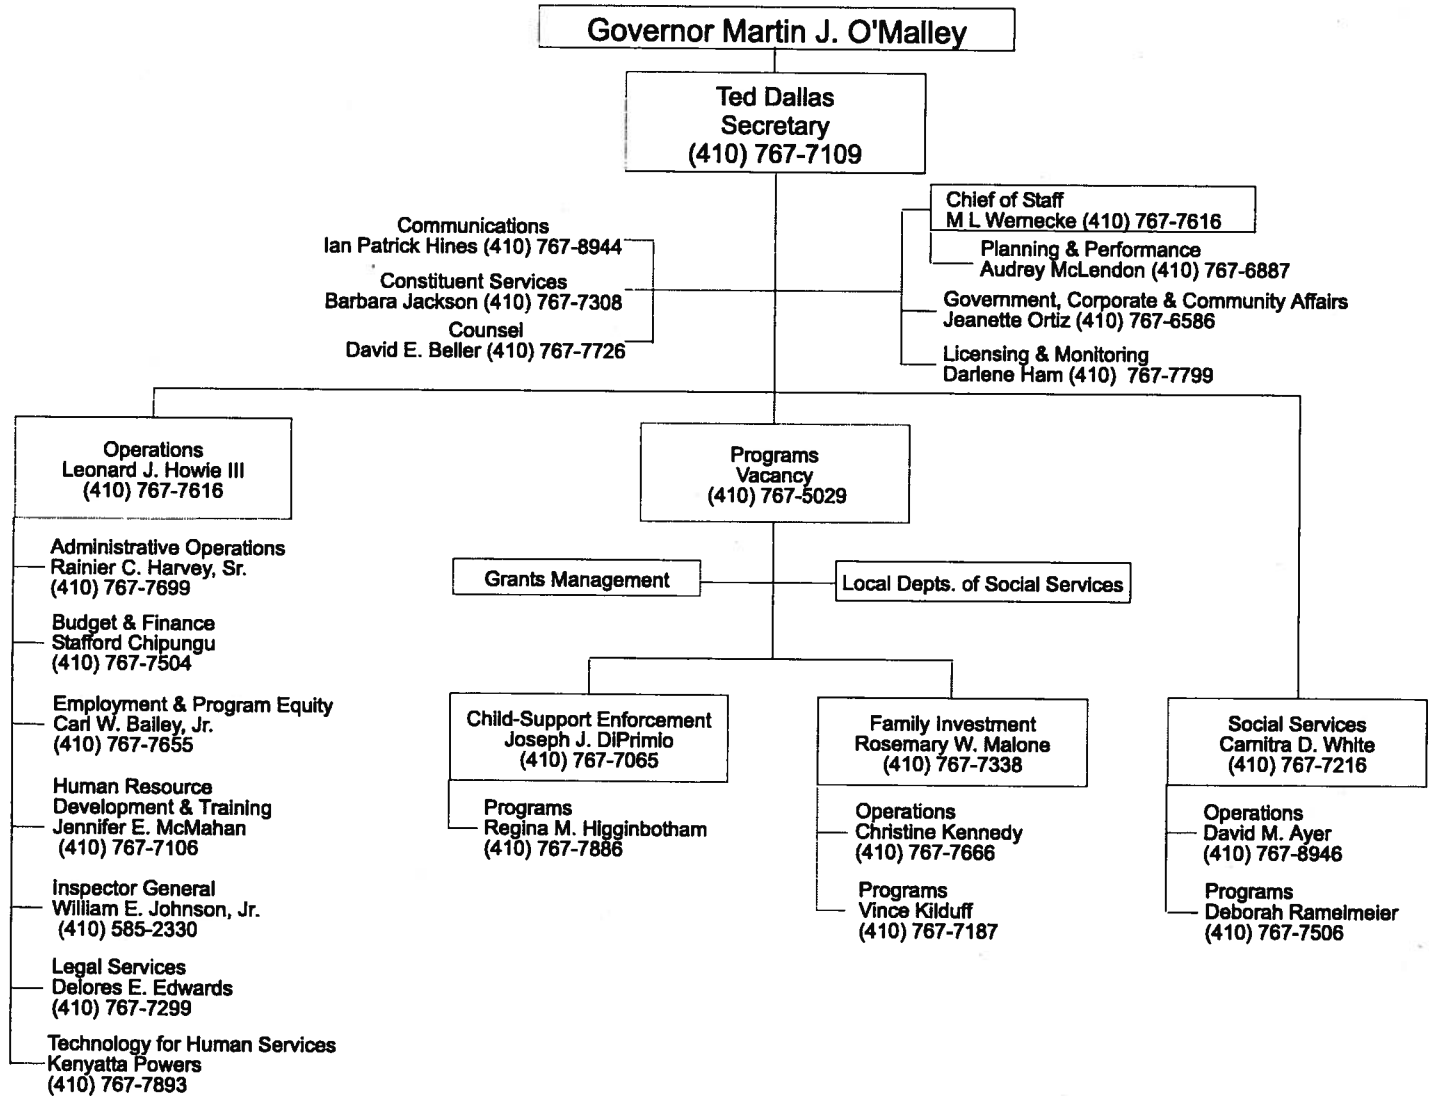 Governor Martin J. O'Malley
Ted Dallas
Secretary
(410) 767-7109
Communications
Ian Patrick Hines (410) 767-8944
Constituent Services
Barbara Jackson (410) 767-7308
Counsel
David E. Beller (410) 767-7726
Chief of Staff
M L Wernecke (410) 767-7616
Planning & Performance
Audrey McLendon (410) 767-6887
Government, Corporate & Community Affairs
Jeanette Ortiz (410) 767-6586
Licensing & Monitoring
Darlene Ham (410) 767-7799
Operations
Leonard J. Howie III
(410) 767-7616
Administrative Operations
Rainier C. Harvey, Sr.
(410) 767-7699
Budget & Finance
Stafford Chipungu
(410) 767-7504
Employment & Program Equity
Carl W. Bailey, Jr.
(410) 767-7655
Human Resource
Development & Training
Jennifer E. McMahan
(410) 767-7106
Inspector General
William E. Johnson, Jr.
(410) 585-2330
Legal Services
Delores E. Edwards
(410) 767-7299
Technology for Human Services
Kenyatta Powers
(410) 767-7893
Programs
Vacancy
(410) 767-5029
Grants Management
Local Depts. of Social Services
Child-Support Enforcement
Joseph J. DiPrimio
(410) 767-7065
Programs
Regina M. Higginbotham
(410) 767-7886
Family Investment
Rosemary W. Malone
(410) 767-7338
Operations
Christine Kennedy
(410) 767-7666
Programs
Vince Kilduff
(410) 767-7187
Social Services
Carnitra D. White
(410) 767-7216
Operations
David M. Ayer
(410) 767-8946
Programs
Deborah Ramelmeier
(410) 767-7506